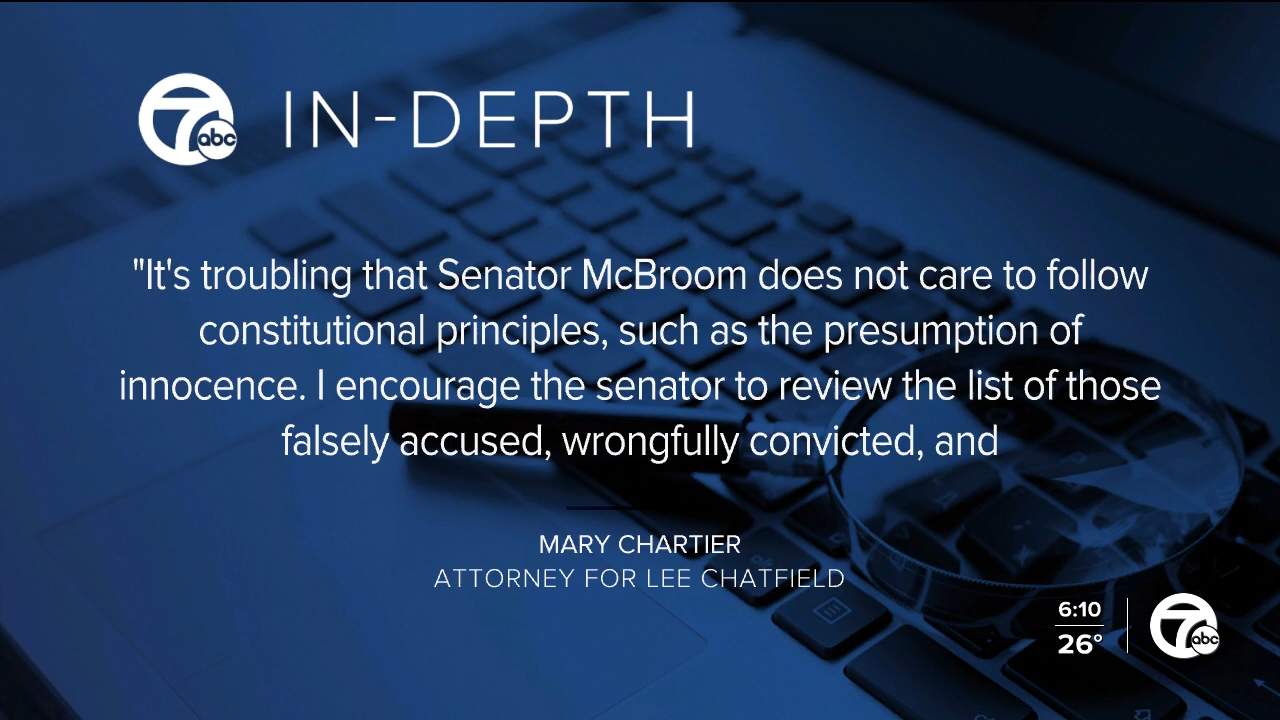 7 abc IN-DEPTH
"It's troubling that Senator McBroom does not care to follow
constitutional principles, such as the presumption of
innocence. I encourage the senator to review the list of those
falsely accused, wrongfully convicted, and
MARY CHARTIER
ATTORNEY FOR LEE CHATFIELD
6:10
26°
7 abc